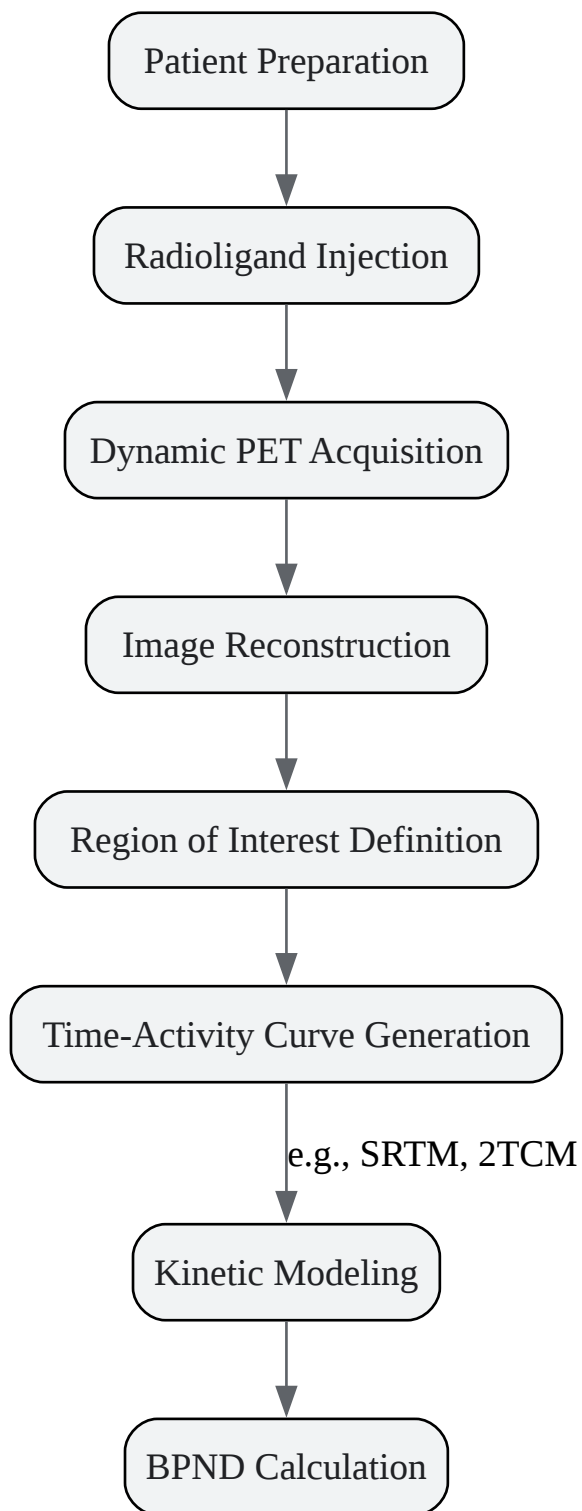 Patient Preparation
Radioligand Injection
Dynamic PET Acquisition
Image Reconstruction
Region of Interest Definition
Time-Activity Curve Generation
e.g., SRTM, 2TCM
Kinetic Modeling
BPND Calculation